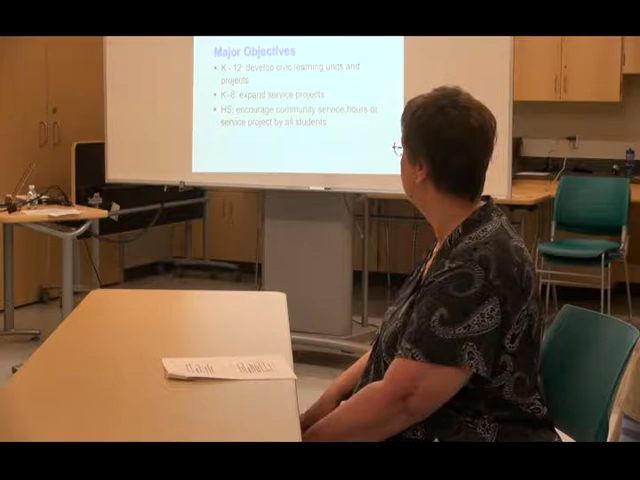 Major Objectives
• K - 12: develop civic learning units and
projects
• K-8: expand service projects
• HS: encourage community service hours or
service project by all students